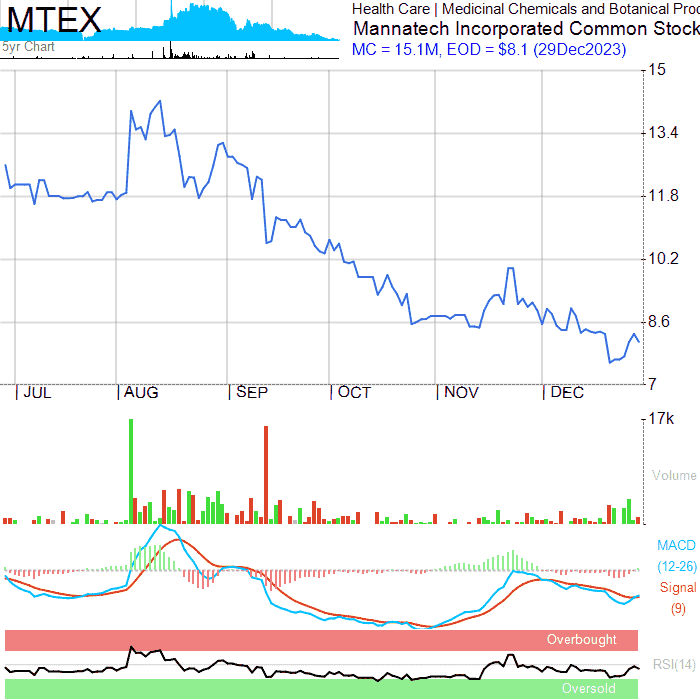 MTEX
5yr Chart
Health Care | Medicinal Chemicals and Botanical Prod
Mannatech Incorporated Common Stock
MC = 15.1M, EOD = $8.1 (29Dec2023)
15
13.4
11.8
10.2
8.6
7
JUL AUG SEP OCT NOV DEC
17k
Volume
MACD
(12-26)
Signal
(9)
Overbought
RSI(14)
Oversold